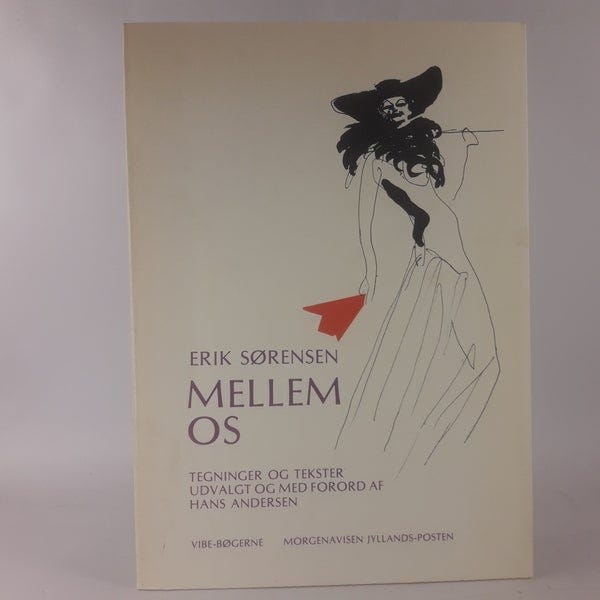 ERIK SØRENSEN
MELLEM
OS
TEGNINGER OG TEKSTER
UDVALGT OG MED FORORD AF
HANS ANDERSEN
VIBE-BØGERNE MORGENAVISEN JYLLANDS-POSTEN